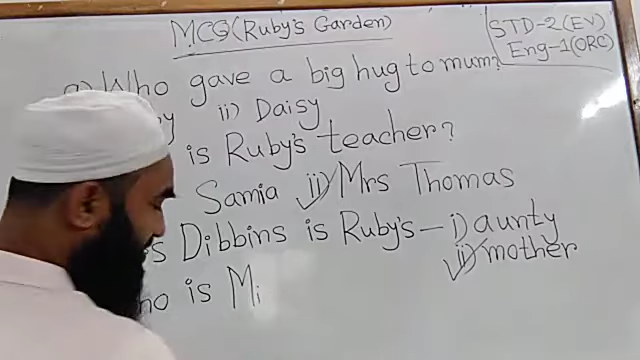 MCQ (Ruby's Garden)
STD-2(EV)
Eng-1(ORC)
a) Who gave a big hug to mum?
ii) Daisy
is Ruby's teacher?
Samia ii) Mrs Thomas
Dibbins is Ruby's – i) aunty
ii) mother
is Mi